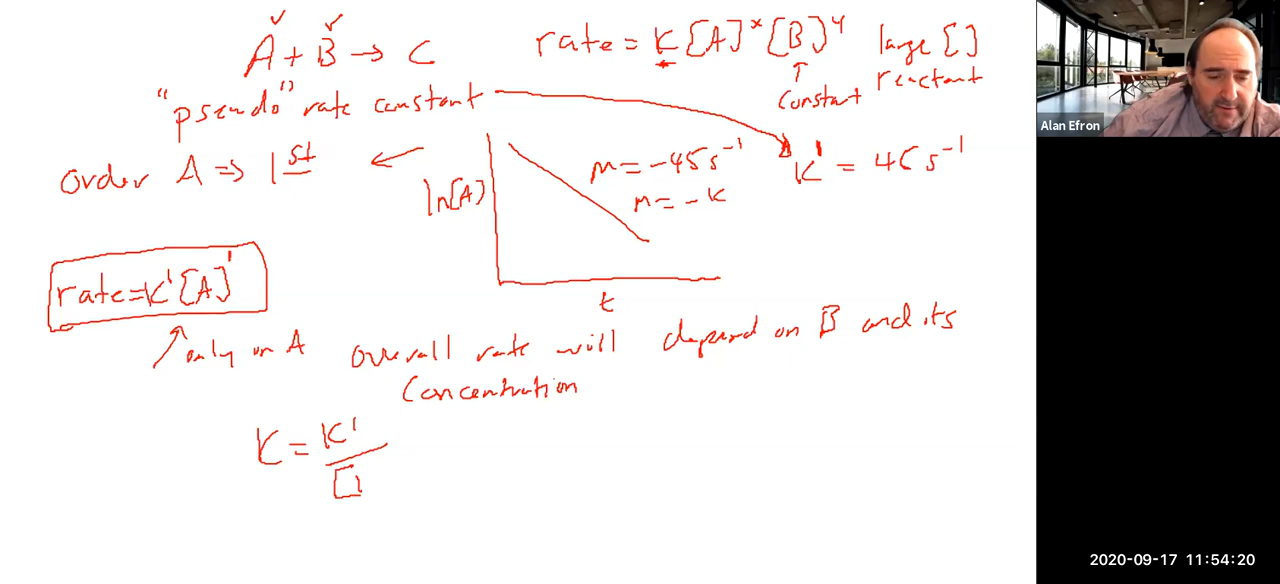 A + B → C
rate = K [A]ˣ [B]ʸ large [ ] reactant
↑ constant
"pseudo" rate constant
order A ⇒ 1st
ln[A]
t
m = -45 s⁻¹
m = -K
K' = 45 s⁻¹
rate = K'[A]'
only on A overall rate will depend on B and its
concentration
K = K'
[
Alan Efron
2020-09-17 11:54:20